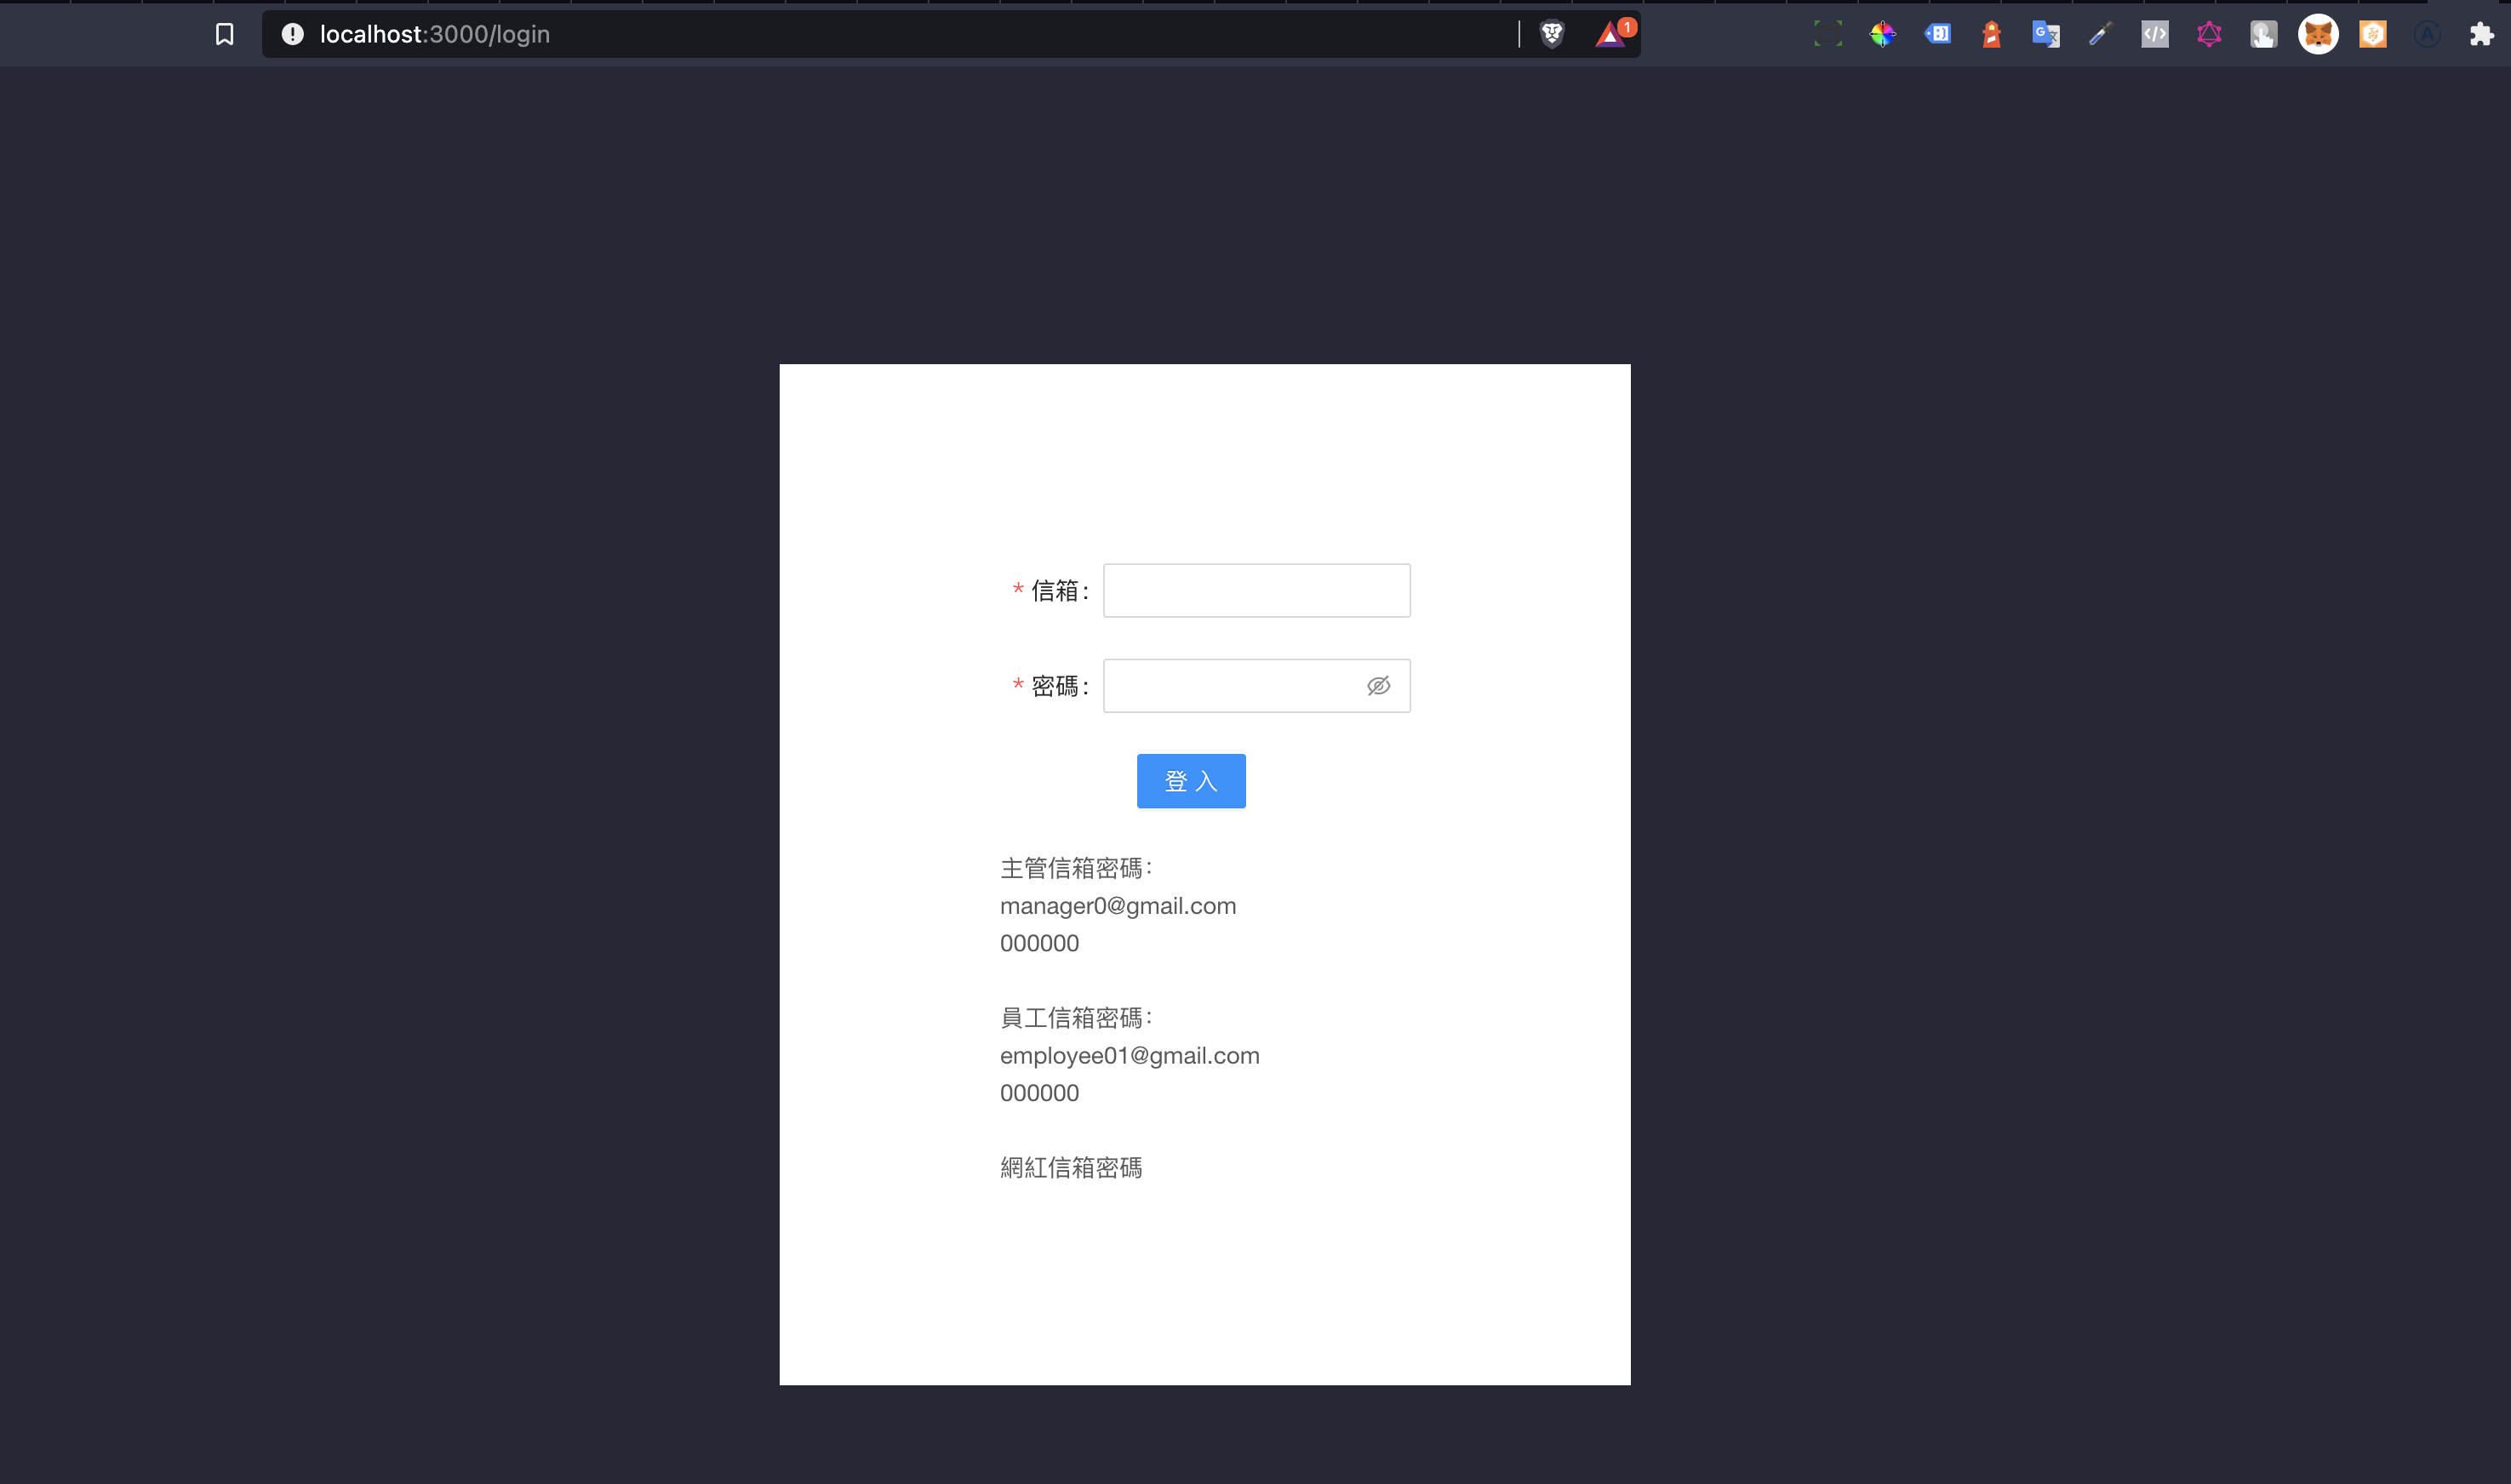 localhost:3000/login
1
* 信箱：
* 密碼：
登 入
主管信箱密碼：
manager0@gmail.com
000000
員工信箱密碼：
employee01@gmail.com
000000
網紅信箱密碼